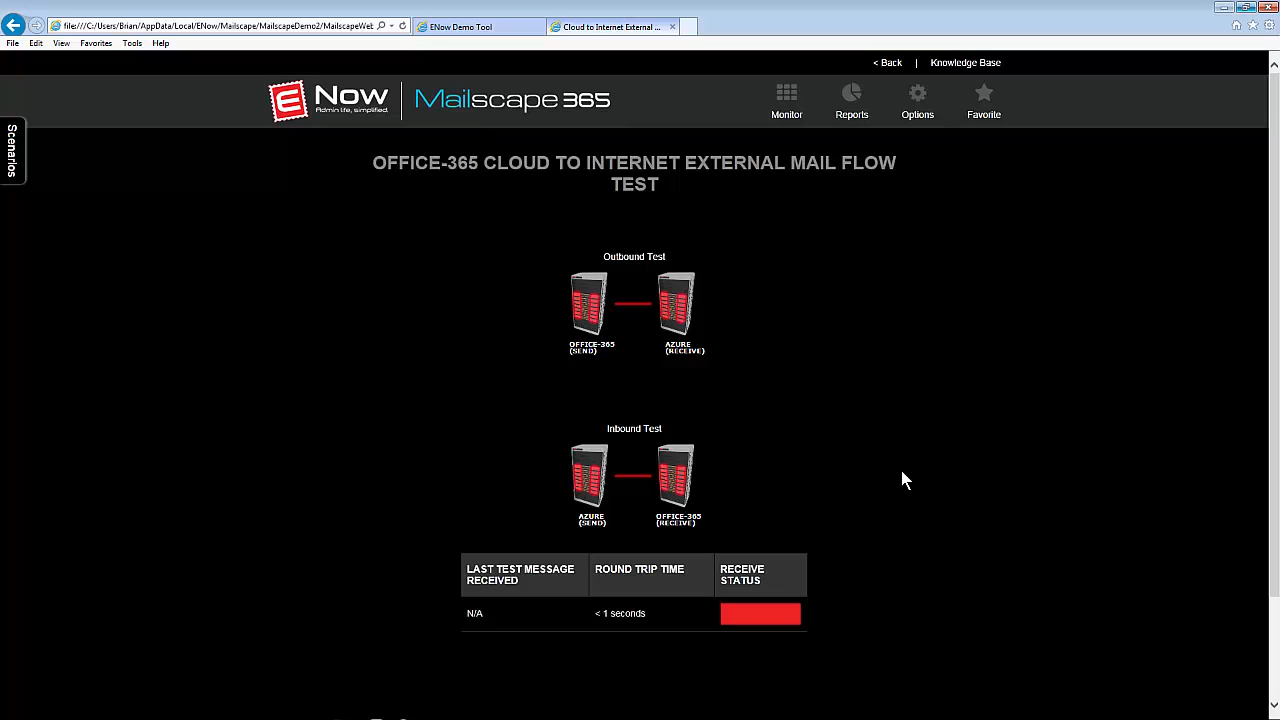 file:///C:/Users/Brian/AppData/Local/ENow/Mailscape/MailscapeDemo2/MailscapeWeb
ENow Demo Tool
Cloud to Internet External ...
File Edit View Favorites Tools Help
< Back | Knowledge Base
E Now
Admin life, simplified.
Mailscape 365
Monitor Reports Options Favorite
Scenarios
OFFICE-365 CLOUD TO INTERNET EXTERNAL MAIL FLOW
TEST
Outbound Test
OFFICE-365
(SEND)
AZURE
(RECEIVE)
Inbound Test
AZURE
(SEND)
OFFICE-365
(RECEIVE)
LAST TEST MESSAGE
RECEIVED
ROUND TRIP TIME
RECEIVE
STATUS
N/A
< 1 seconds